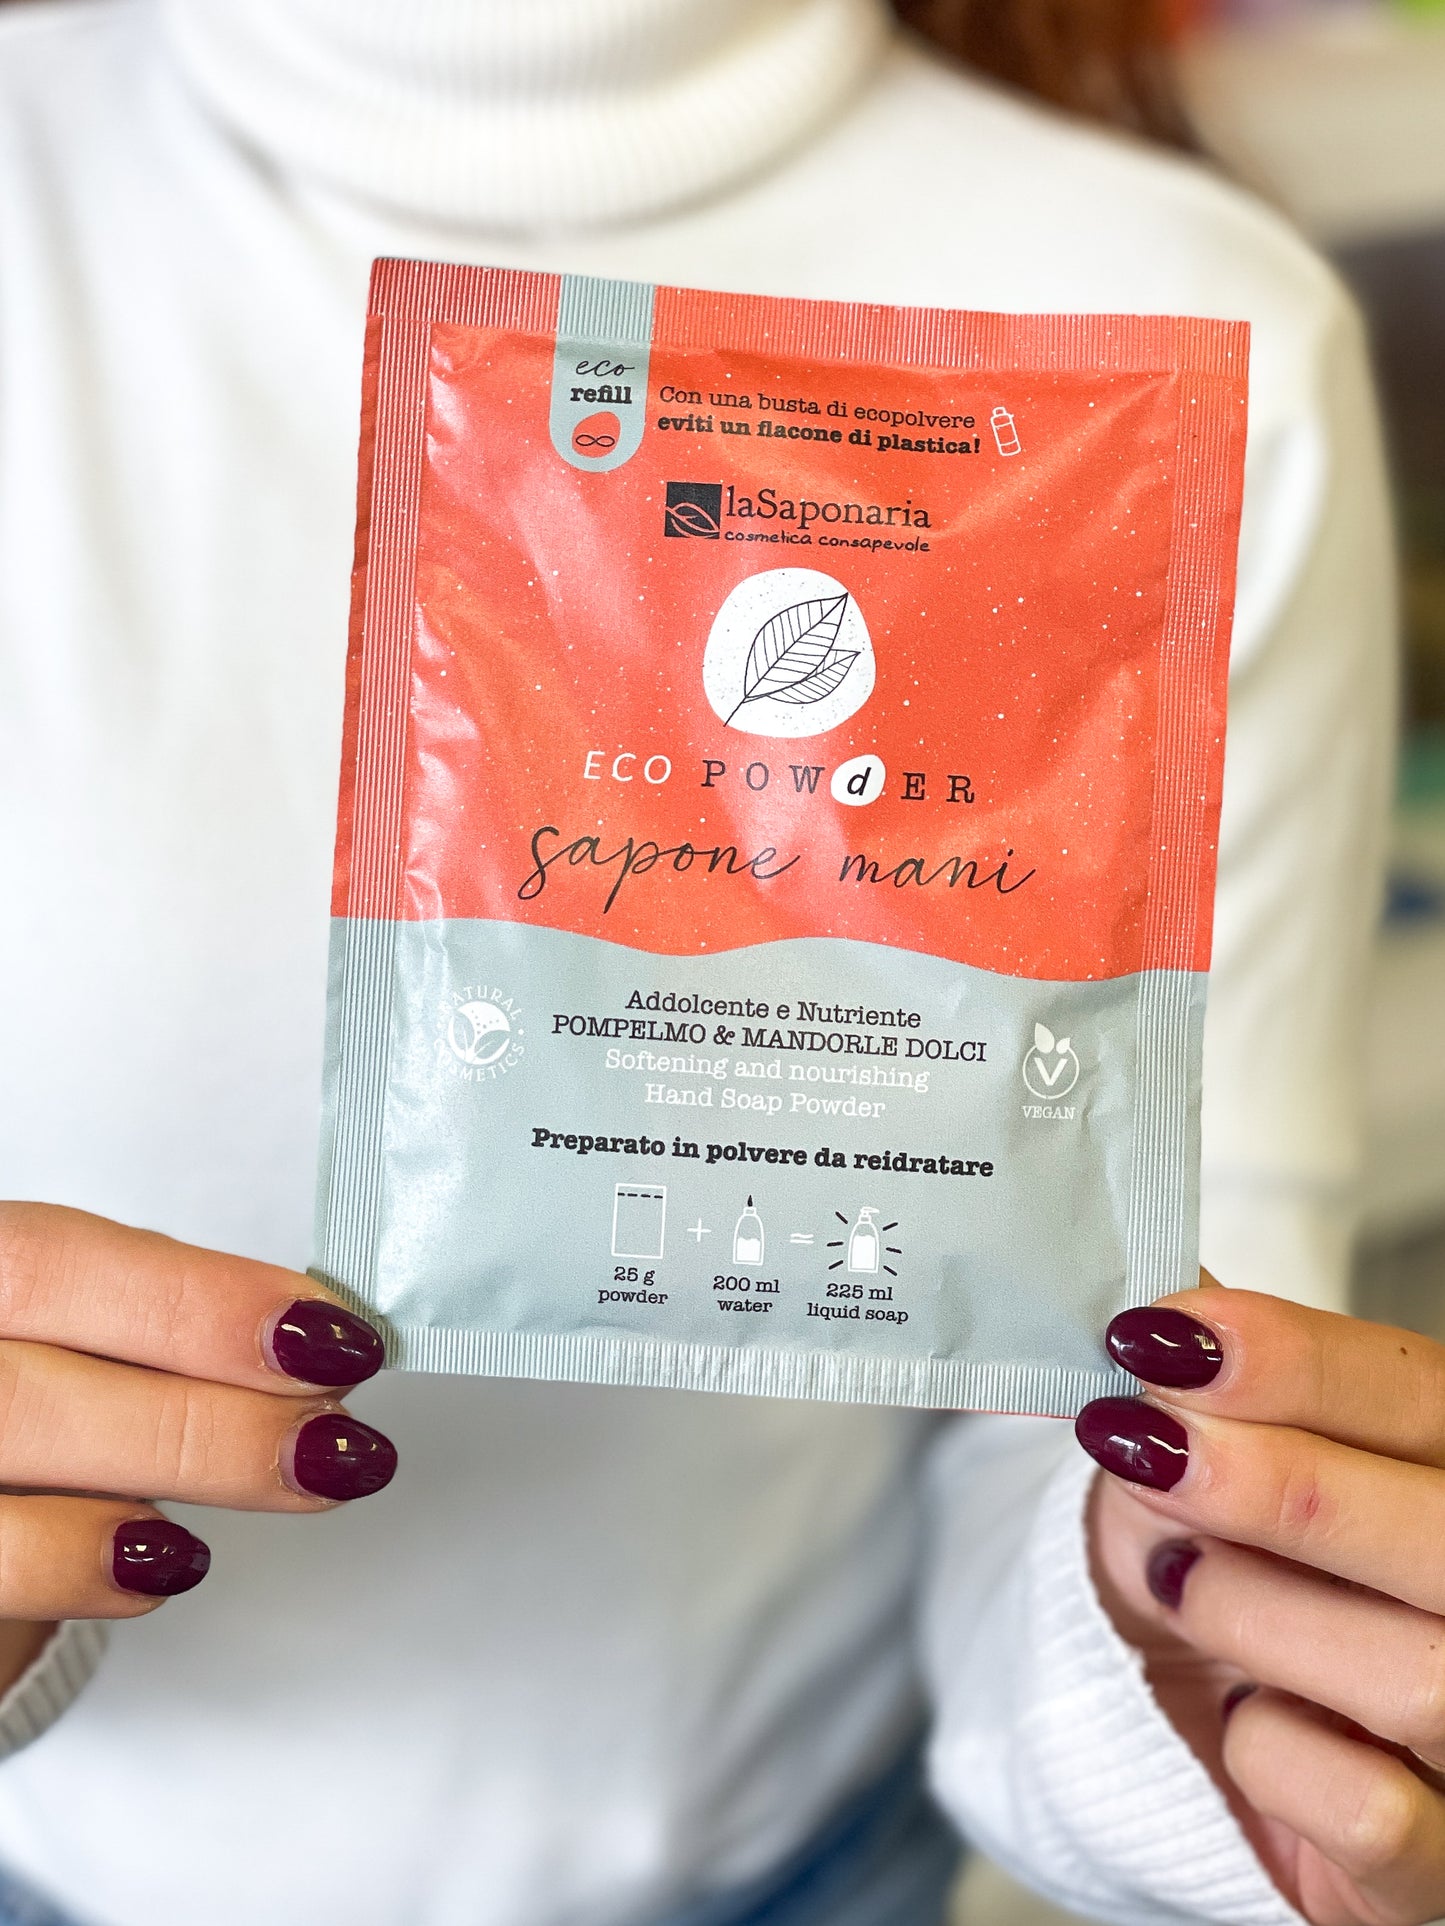 eco
refill
Con una busta di ecopolvere
eviti un flacone di plastica!
laSaponaria
cosmetica consapevole
ECO POWdER
sapone mani
Addolcente e Nutriente
POMPELMO & MANDORLE DOLCI
Softening and nourishing
Hand Soap Powder
NATURAL
COSMETICS
VEGAN
Preparato in polvere da reidratare
+ =
25 g
powder
200 ml
water
225 ml
liquid soap